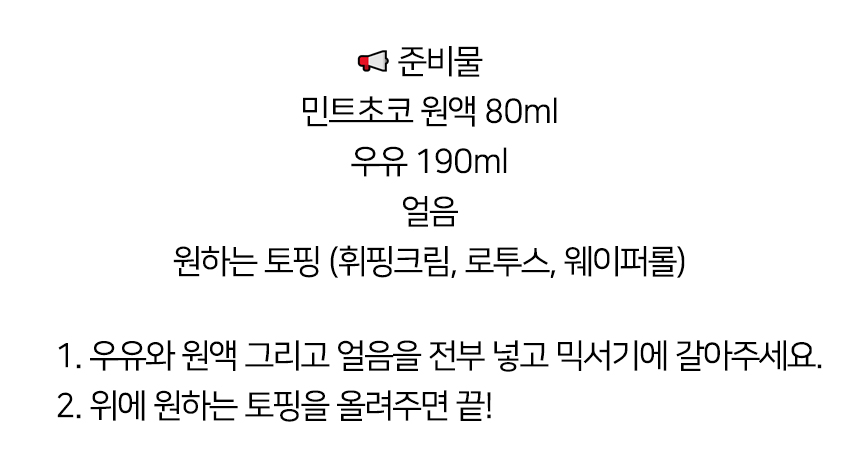 📢 준비물
민트초코 원액 80ml
우유 190ml
얼음
원하는 토핑 (휘핑크림, 로투스, 웨이퍼롤)
1. 우유와 원액 그리고 얼음을 전부 넣고 믹서기에 갈아주세요.
2. 위에 원하는 토핑을 올려주면 끝!